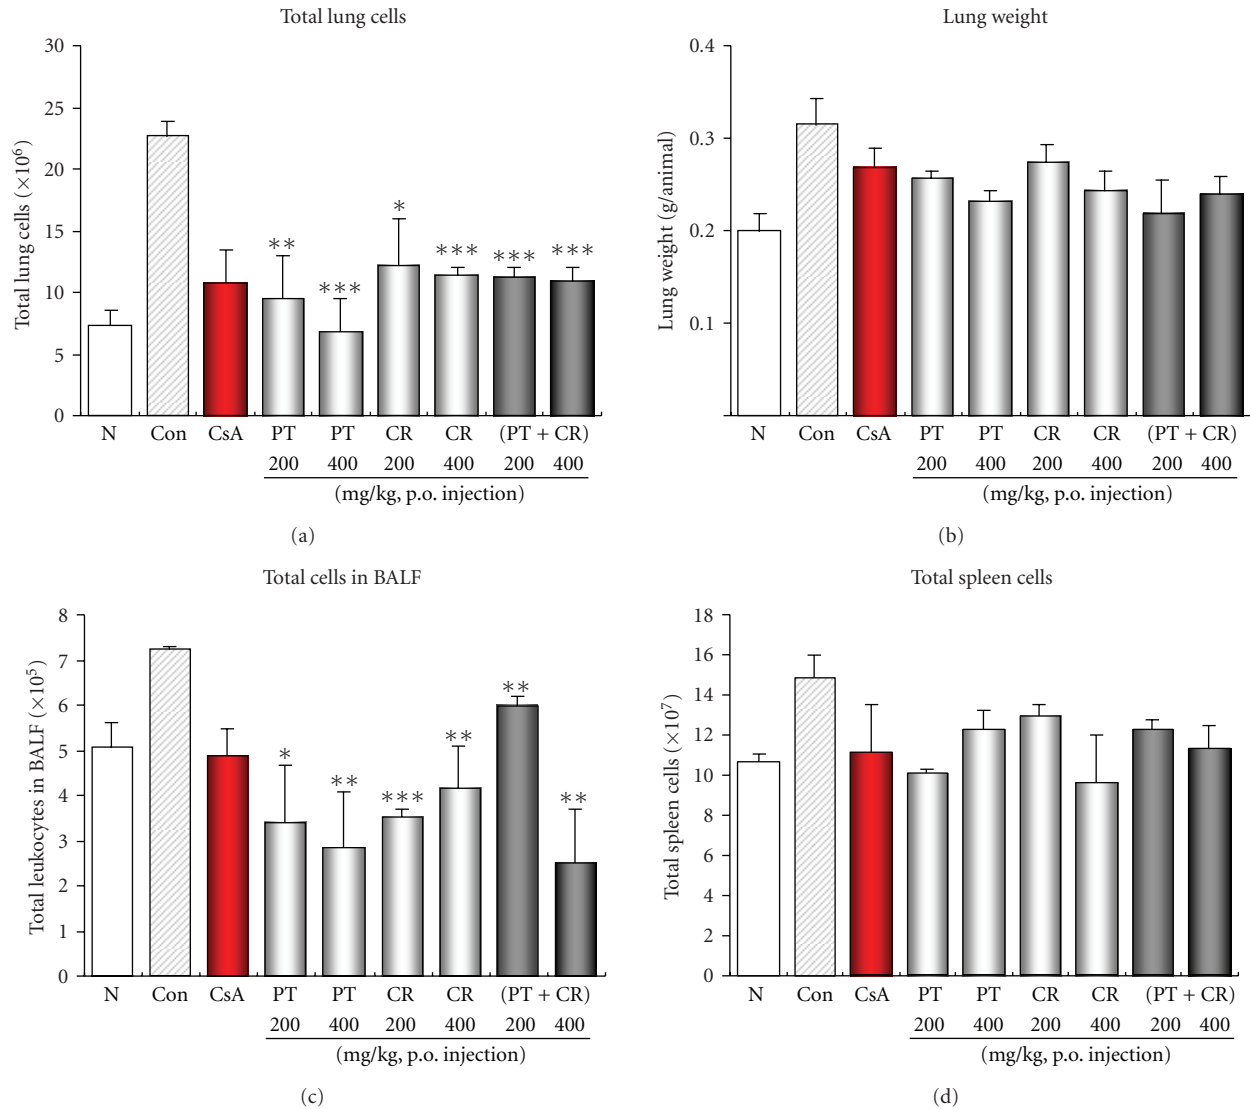 Total lung cells
Total lung cells (×10⁶)
30
25
20
15
10
5
0
** *** * *** *** ***
N Con CsA PT PT CR CR (PT + CR)
200 400 200 400 200 400
(mg/kg, p.o. injection)
(a)
Lung weight
Lung weight (g/animal)
0.4
0.3
0.2
0.1
N Con CsA PT PT CR CR (PT + CR)
200 400 200 400 200 400
(mg/kg, p.o. injection)
(b)
Total cells in BALF
Total leukocytes in BALF (×10⁵)
8
7
6
5
4
3
2
1
0
* ** *** ** ** **
N Con CsA PT PT CR CR (PT + CR)
200 400 200 400 200 400
(mg/kg, p.o. injection)
(c)
Total spleen cells
Total spleen cells (×10⁷)
18
16
14
12
10
8
6
4
2
0
N Con CsA PT PT CR CR (PT + CR)
200 400 200 400 200 400
(mg/kg, p.o. injection)
(d)